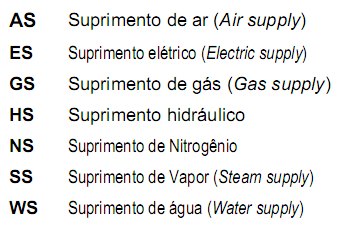 AS Suprimento de ar (Air supply)
ES Suprimento elétrico (Electric supply)
GS Suprimento de gás (Gas supply)
HS Suprimento hidráulico
NS Suprimento de Nitrogênio
SS Suprimento de Vapor (Steam supply)
WS Suprimento de água (Water supply)